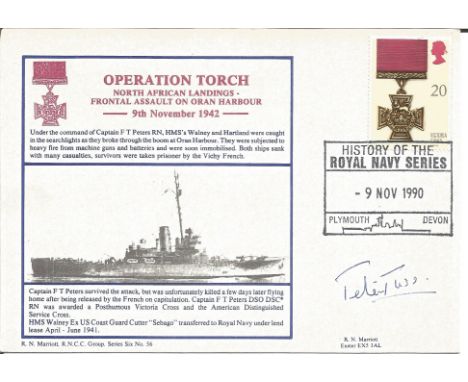 OPERATION TORCH
NORTH AFRICAN LANDINGS -
FRONTAL ASSAULT ON ORAN HARBOUR
- 9th November 1942 -
Under the command of Captain F T Peters RN, HMS's Walney and Hartland were caught
in the searchlights as they broke through the boom at Oran Harbour. They were subjected to
heavy fire from machine guns and batteries and were soon immobilised. Both ships sank
with many casualties, survivors were takes prisoner by the Vichy French.
20
HISTORY OF THE
ROYAL NAVY SERIES
- 9 NOV 1990
PLYMOUTH DEVON
Captain F T Peters survived the attack, but was unfortunately killed a few days later flying
home after being released by the French on capitulation. Captain F T Peters DSO DSC*
RN was awarded a Posthumous Victoria Cross and the American Distinguished
Service Cross.
HMS Walney Ex US Coast Guard Cutter "Sebago" transferred to Royal Navy under lend
lease April - June 1941.
R. N. Marriott. R.N.C.C. Group. Series Six No. 56
R. N. Marriott
Exeter EX5 3AL